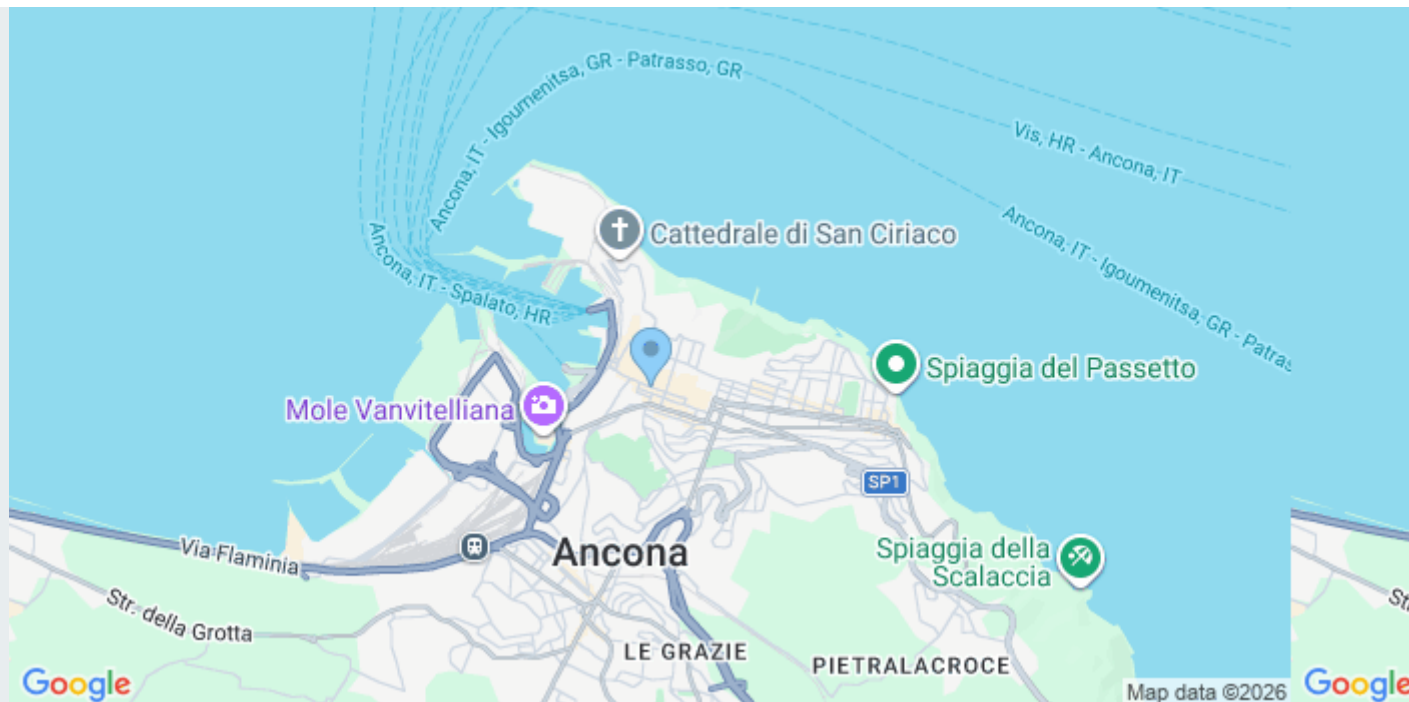 Ancona, IT - Igoumenitsa, GR - Patrasso, GR
Vis, HR - Ancona, IT
Ancona, IT - Igoumenitsa, GR - Patras
Ancona, IT - Spalato, HR
Cattedrale di San Ciriaco
Spiaggia del Passetto
Mole Vanvitelliana
SP1
Via Flaminia
Ancona
Spiaggia della
Scalaccia
Str. della Grotta
St
LE GRAZIE
PIETRALACROCE
Google
Map data ©2026
Google